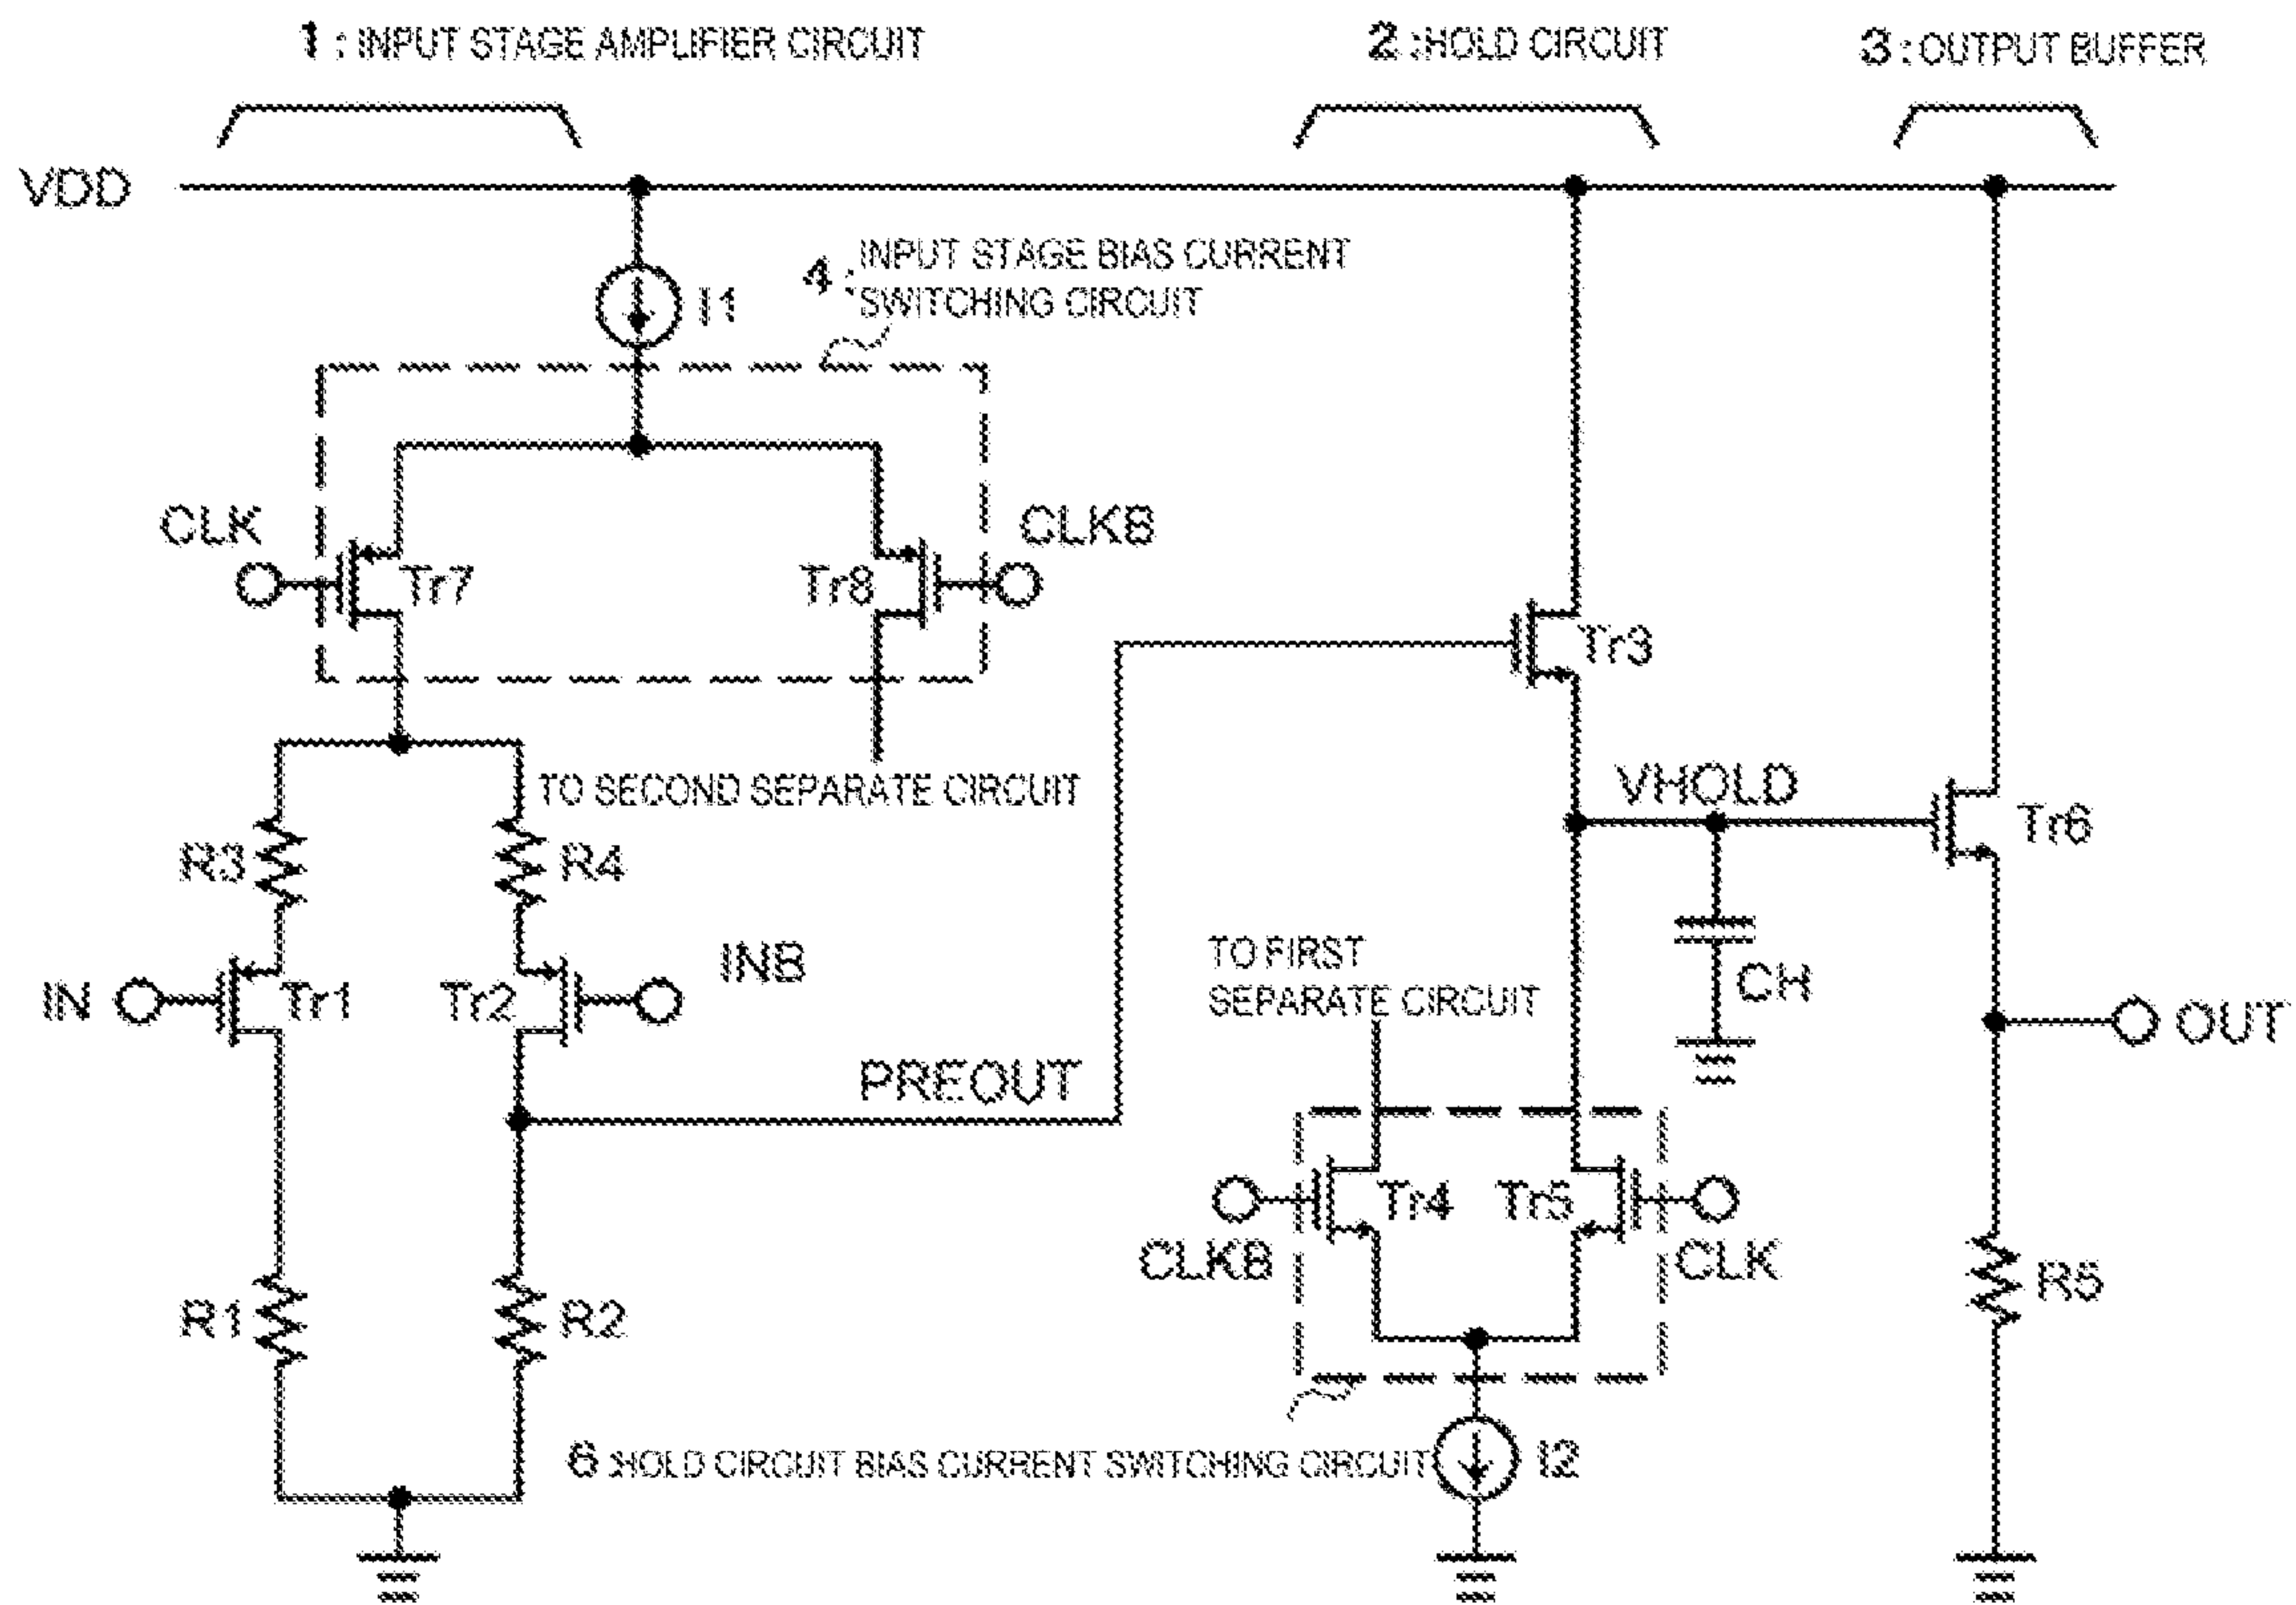 1 : INPUT STAGE AMPLIFIER CIRCUIT
2 :HOLD CIRCUIT
3 : OUTPUT BUFFER
VDD
4 : INPUT STAGE BIAS CURRENT
SWITCHING CIRCUIT
I1
CLK
CLKB
Tr7
Tr8
Tr3
TO SECOND SEPARATE CIRCUIT
VHOLD
Tr6
R3
R4
TO FIRST
SEPARATE CIRCUIT
CH
IN
Tr1
Tr2
INB
OUT
PREOUT
Tr4
Tr5
CLKB
CLK
R1
R2
R5
6 :HOLD CIRCUIT BIAS CURRENT SWITCHING CIRCUIT
I2